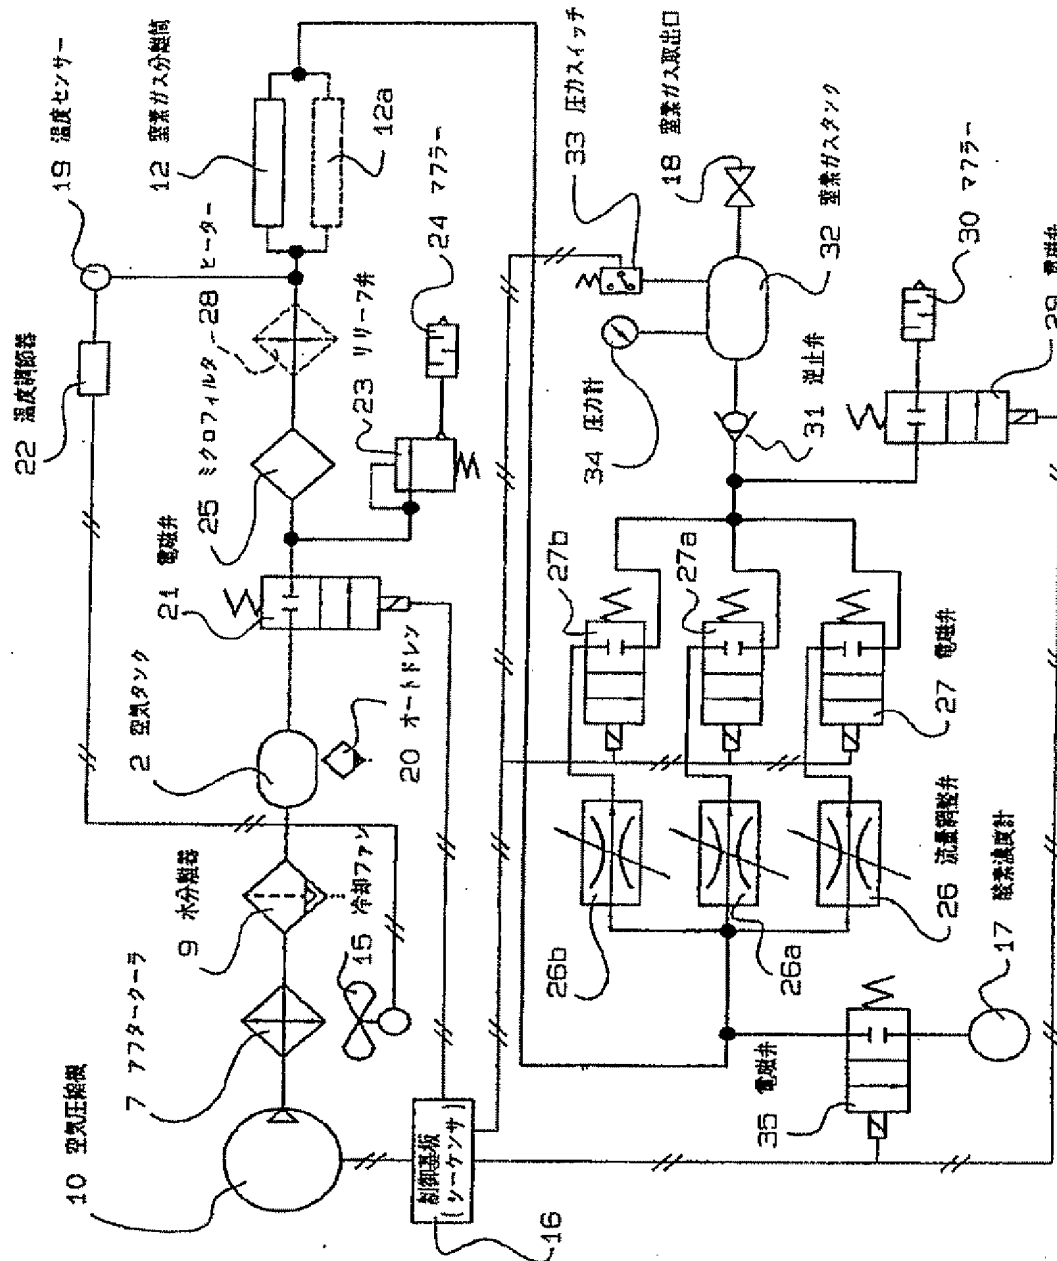 10 空気圧縮機
7 アフタークーラ
9 水分離器
2 空気タンク
21 電磁弁
25 ミクロフィルタ
28 ヒーター
22 温度調節器
19 温度センサー
12 窒素ガス分離筒
12a
15 冷却ファン
20 オートドレン
23 リリーフ弁
24 マフラー
16
制御基板
(シーケンサ)
33 圧力スイッチ
18 窒素ガス取出口
34 圧力計
32 窒素ガスタンク
31 逆止弁
30 マフラー
29 電磁弁
27b
27a
27 電磁弁
26b
26a
26 流量調整弁
35 電磁弁
17 酸素濃度計